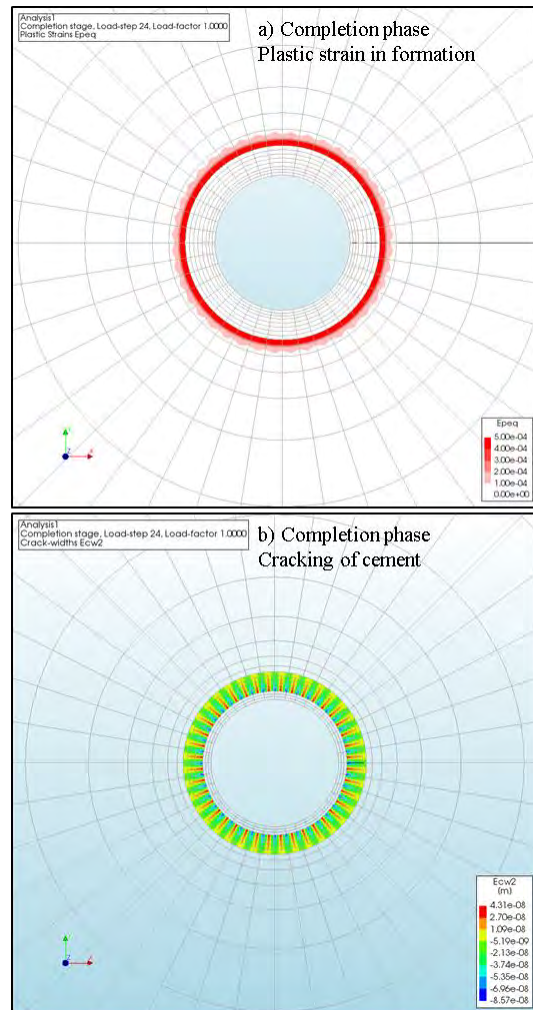 Analysis1
Completion stage, Load-step 24, Load-factor 1.0000
Plastic Strains Epeq
a) Completion phase
Plastic strain in formation
Y
Z
X
Epeq
5.00e-04
4.00e-04
3.00e-04
2.00e-04
1.00e-04
0.00e+00
Analysis1
Completion stage, Load-step 24, Load-factor 1.0000
Crack-widths Ecw2
b) Completion phase
Cracking of cement
Y
Z
X
Ecw2
(m)
4.31e-08
2.70e-08
1.09e-08
-5.19e-09
-2.13e-08
-3.74e-08
-5.35e-08
-6.96e-08
-8.57e-08